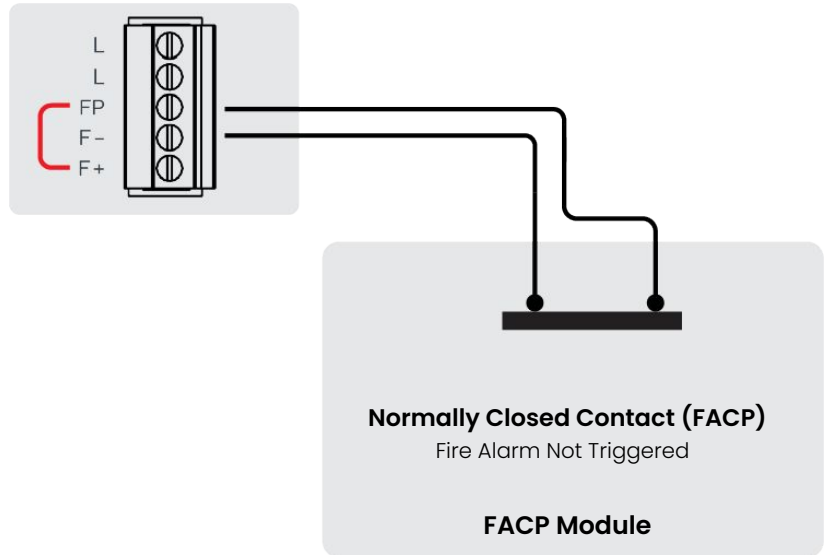 L
L
FP
F-
F+
Normally Closed Contact (FACP)
Fire Alarm Not Triggered
FACP Module